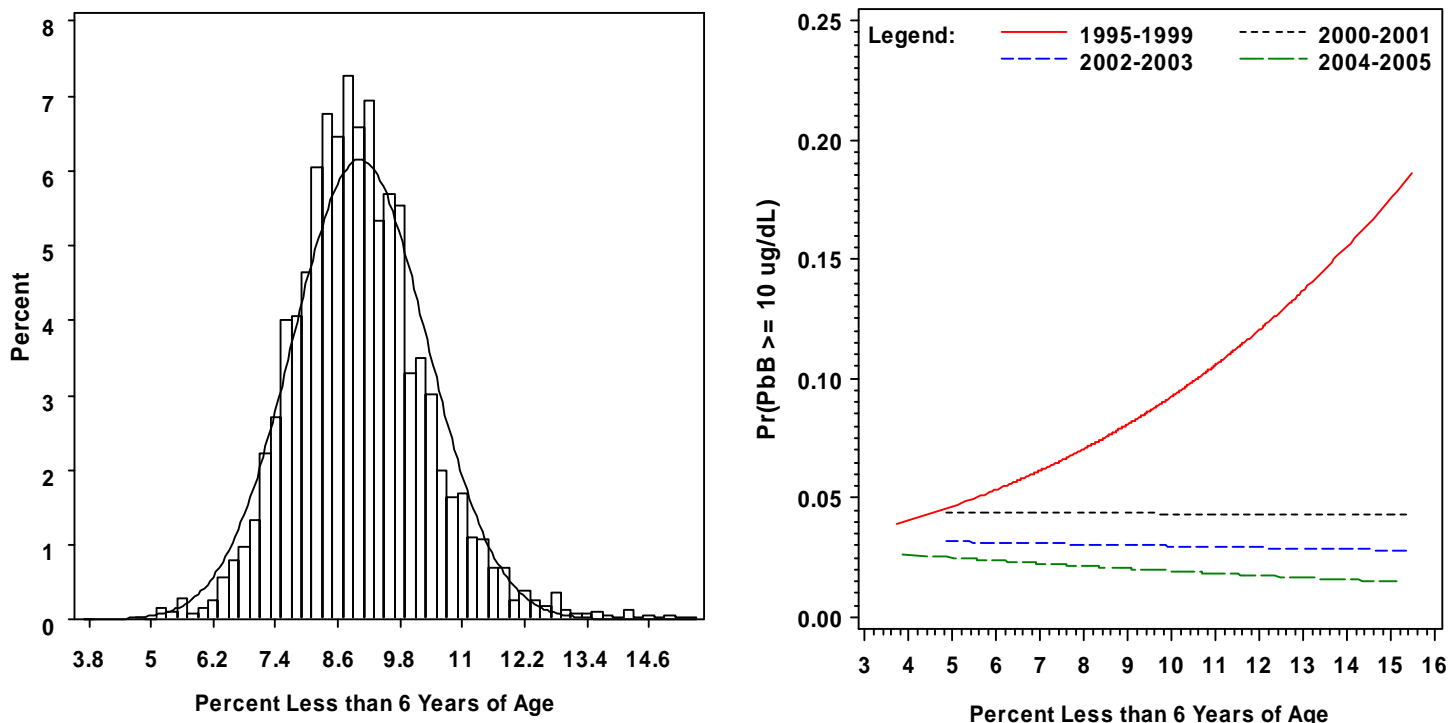 8
7
6
5
4
3
2
1
0
Percent
3.8 5 6.2 7.4 8.6 9.8 11 12.2 13.4 14.6
Percent Less than 6 Years of Age
Legend: 1995-1999 2000-2001
2002-2003 2004-2005
0.25
0.20
0.15
0.10
0.05
0.00
Pr(PbB >= 10 ug/dL)
3 4 5 6 7 8 9 10 11 12 13 14 15 16
Percent Less than 6 Years of Age